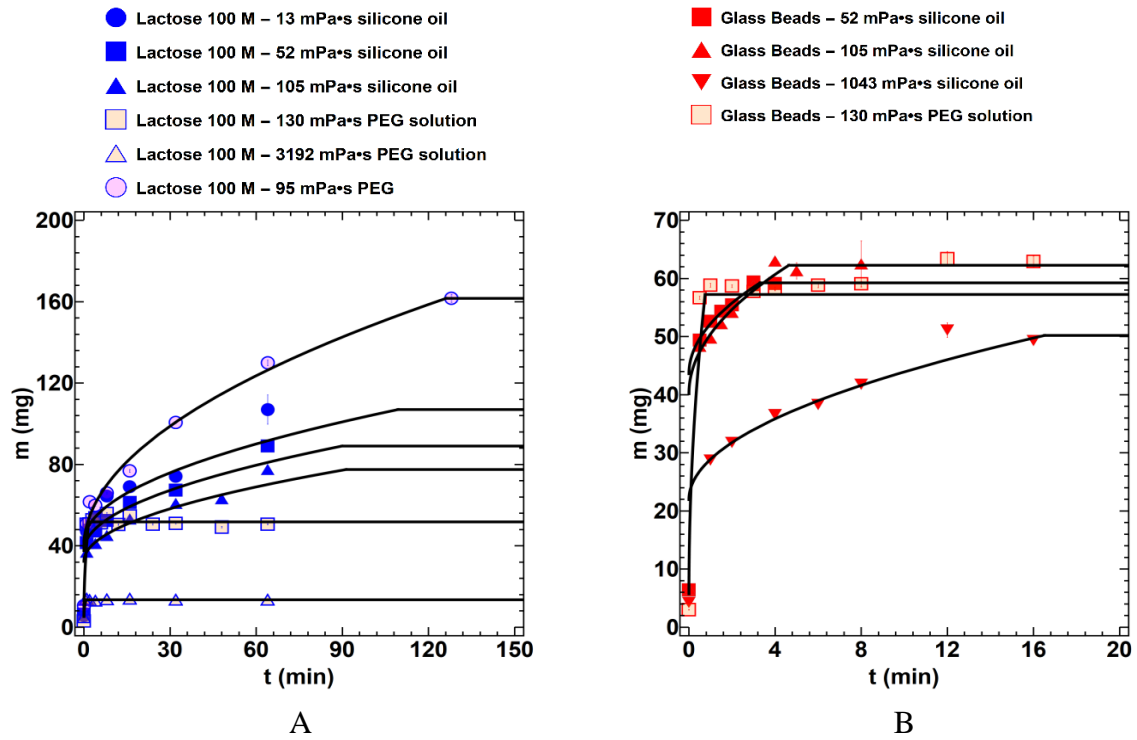 Lactose 100 M – 13 mPa•s silicone oil
Lactose 100 M – 52 mPa•s silicone oil
Lactose 100 M – 105 mPa•s silicone oil
Lactose 100 M – 130 mPa•s PEG solution
Lactose 100 M – 3192 mPa•s PEG solution
Lactose 100 M – 95 mPa•s PEG
200
160
120
80
40
0
m (mg)
0 30 60 90 120 150
t (min)
A
Glass Beads – 52 mPa•s silicone oil
Glass Beads – 105 mPa•s silicone oil
Glass Beads – 1043 mPa•s silicone oil
Glass Beads – 130 mPa•s PEG solution
70
60
50
40
30
20
10
0
m (mg)
0 4 8 12 16 20
t (min)
B